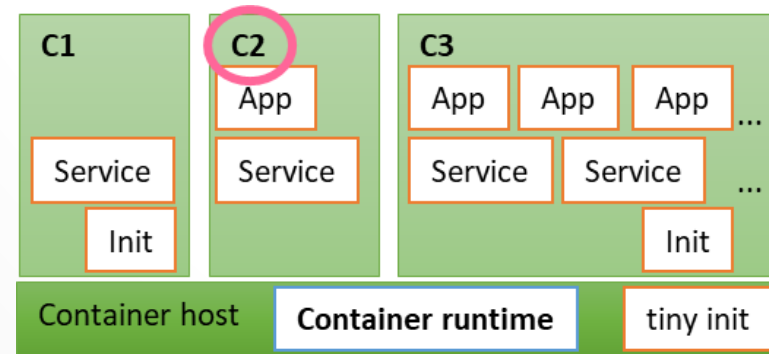 C1
C2
C3
App
App
App
App
...
Service
Service
Service
Service
...
Init
Init
Container host
Container runtime
tiny init